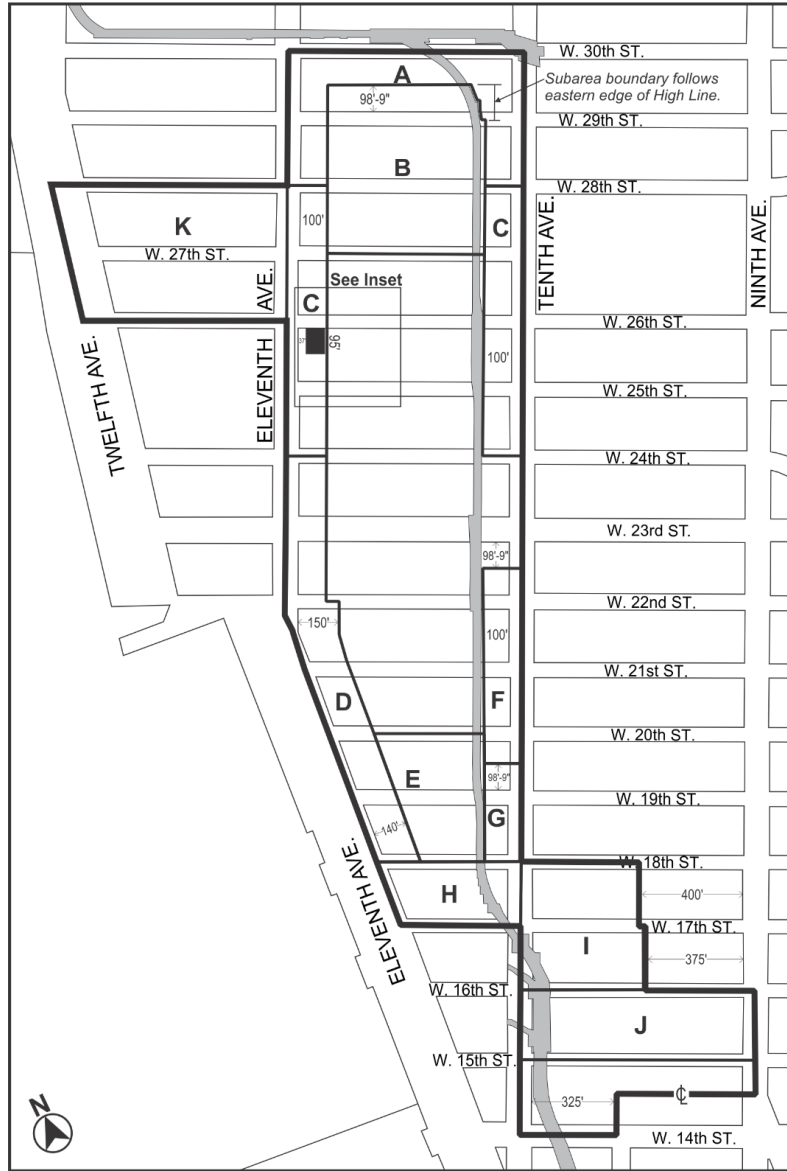 W. 30th ST.
A
Subarea boundary follows
eastern edge of High Line.
98'-9"
W. 29th ST.
B
W. 28th ST.
K
100'
C
W. 27th ST.
TENTH AVE.
NINTH AVE.
See Inset
C
AVE.
W. 26th ST.
37'
95'
ELEVENTH
100'
TWELFTH AVE.
W. 25th ST.
W. 24th ST.
W. 23rd ST.
98'-9"
W. 22nd ST.
150'
100'
W. 21st ST.
D
F
W. 20th ST.
E
98'-9"
W. 19th ST.
G
140'
W. 18th ST.
ELEVENTH AVE.
H
400'
W. 17th ST.
I
375'
W. 16th ST.
J
W. 15th ST.
℄
325'
N
W. 14th ST.